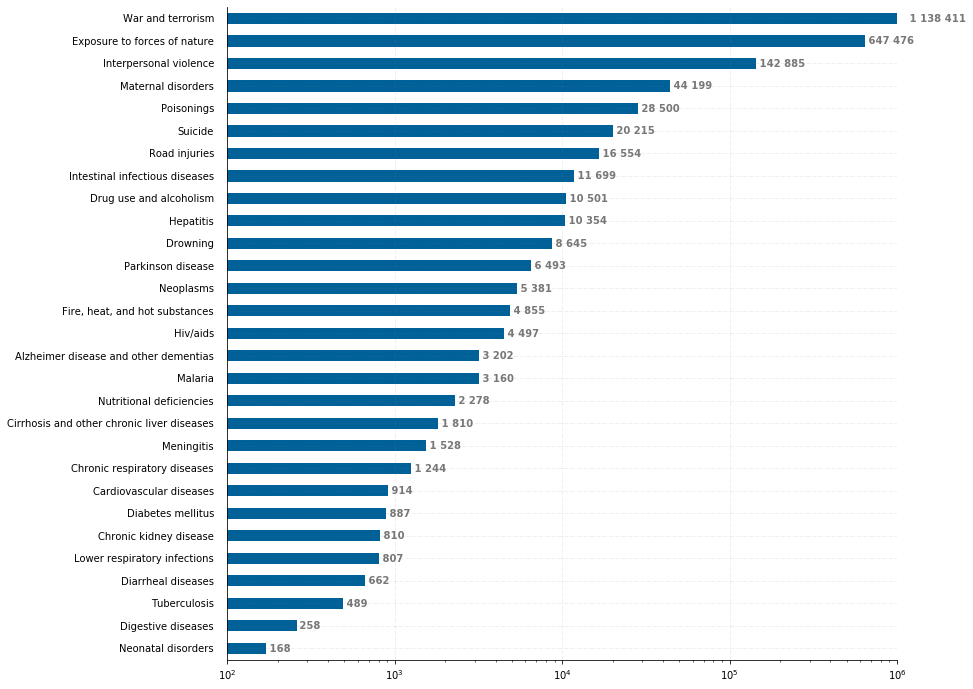 War and terrorism 1 138 411
Exposure to forces of nature 647 476
Interpersonal violence 142 885
Maternal disorders 44 199
Poisonings 28 500
Suicide 20 215
Road injuries 16 554
Intestinal infectious diseases 11 699
Drug use and alcoholism 10 501
Hepatitis 10 354
Drowning 8 645
Parkinson disease 6 493
Neoplasms 5 381
Fire, heat, and hot substances 4 855
Hiv/aids 4 497
Alzheimer disease and other dementias 3 202
Malaria 3 160
Nutritional deficiencies 2 278
Cirrhosis and other chronic liver diseases 1 810
Meningitis 1 528
Chronic respiratory diseases 1 244
Cardiovascular diseases 914
Diabetes mellitus 887
Chronic kidney disease 810
Lower respiratory infections 807
Diarrheal diseases 662
Tuberculosis 489
Digestive diseases 258
Neonatal disorders 168
10² 10³ 10⁴ 10⁵ 10⁶